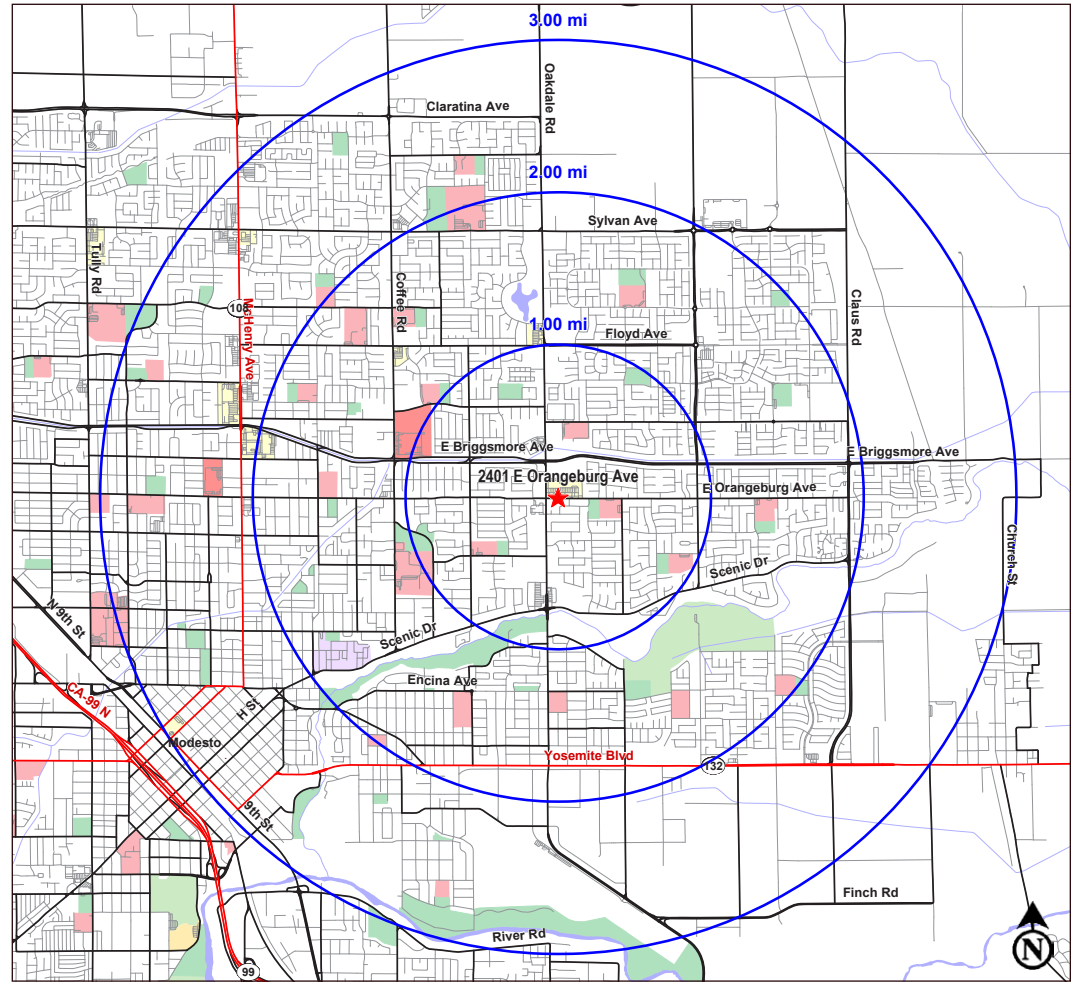 3.00 mi
Oakdale Rd
Claratina Ave
2.00 mi
Sylvan Ave
Tully Rd
Coffee Rd
108
McHenry Ave
Claus Rd
1.00 mi
Floyd Ave
E Briggsmore Ave
E Briggsmore Ave
2401 E Orangeburg Ave
E Orangeburg Ave
Church St
Scenic Dr
N 9th St
Scenic Dr
Encina Ave
CA-99 N
H St
Modesto
Yosemite Blvd
132
9th St
Finch Rd
River Rd
N
99